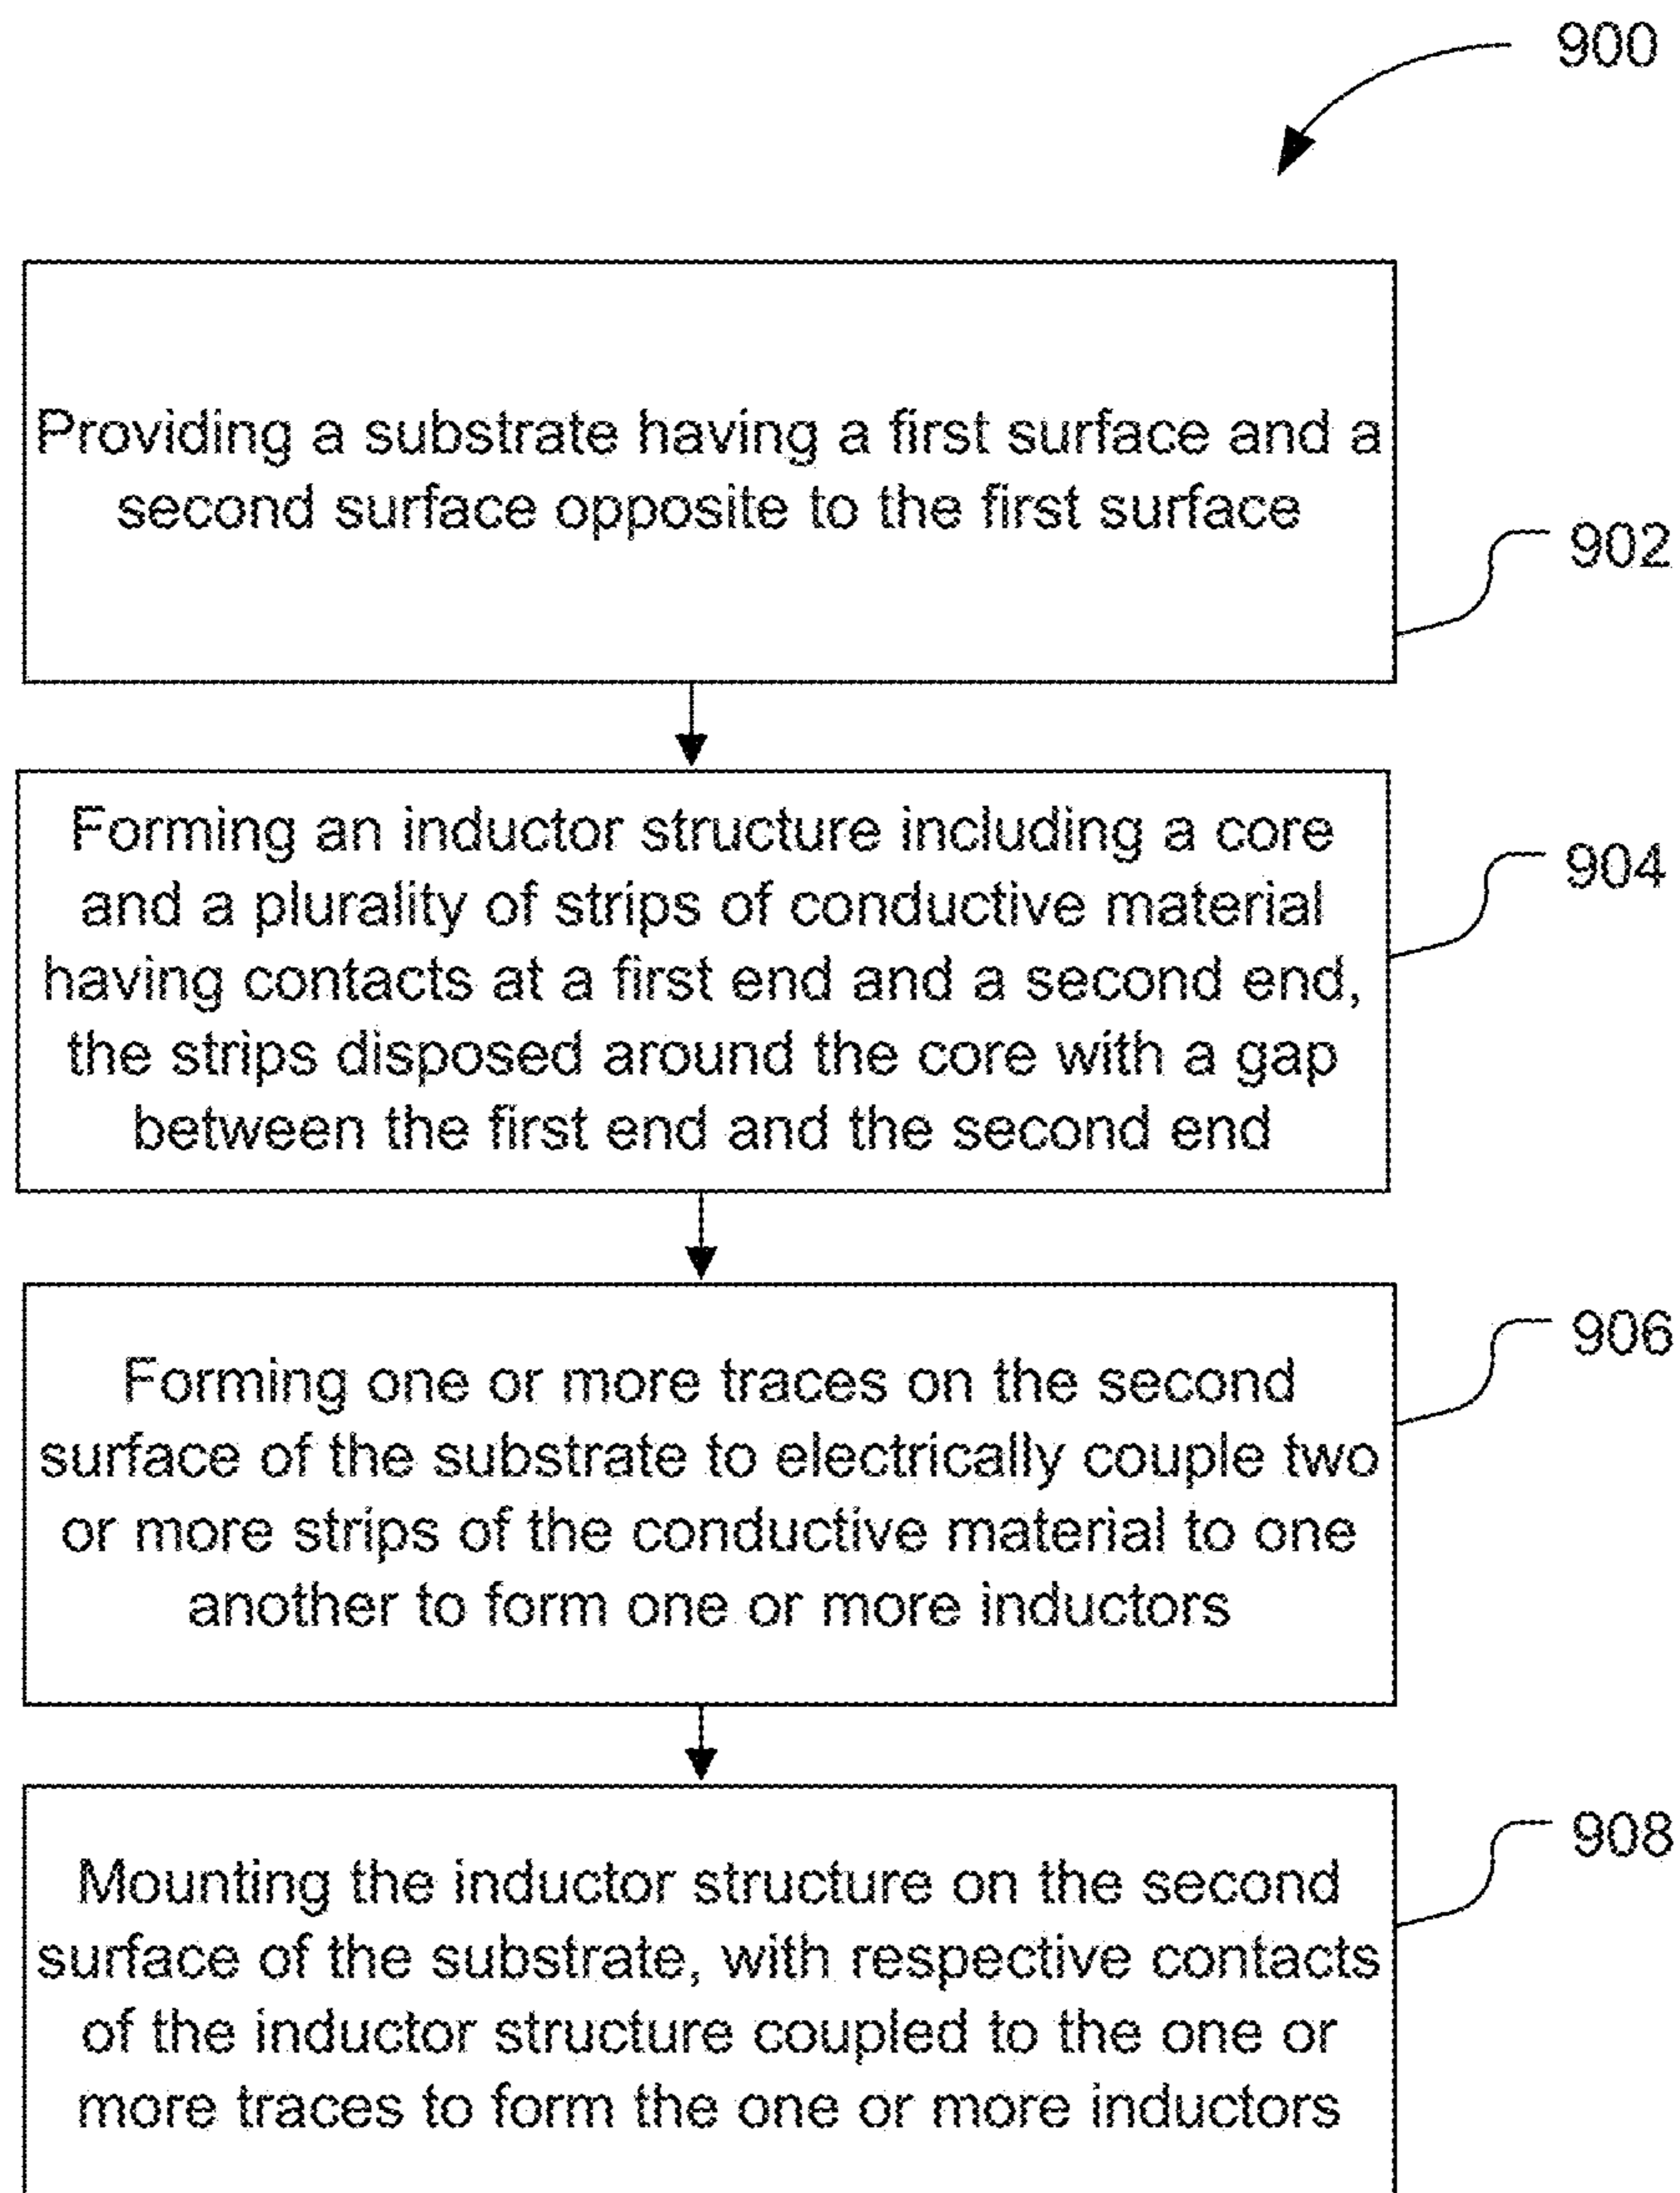 900
Providing a substrate having a first surface and a
second surface opposite to the first surface
902
Forming an inductor structure including a core
and a plurality of strips of conductive material
having contacts at a first end and a second end,
the strips disposed around the core with a gap
between the first end and the second end
904
Forming one or more traces on the second
surface of the substrate to electrically couple two
or more strips of the conductive material to one
another to form one or more inductors
906
Mounting the inductor structure on the second
surface of the substrate, with respective contacts
of the inductor structure coupled to the one or
more traces to form the one or more inductors
908